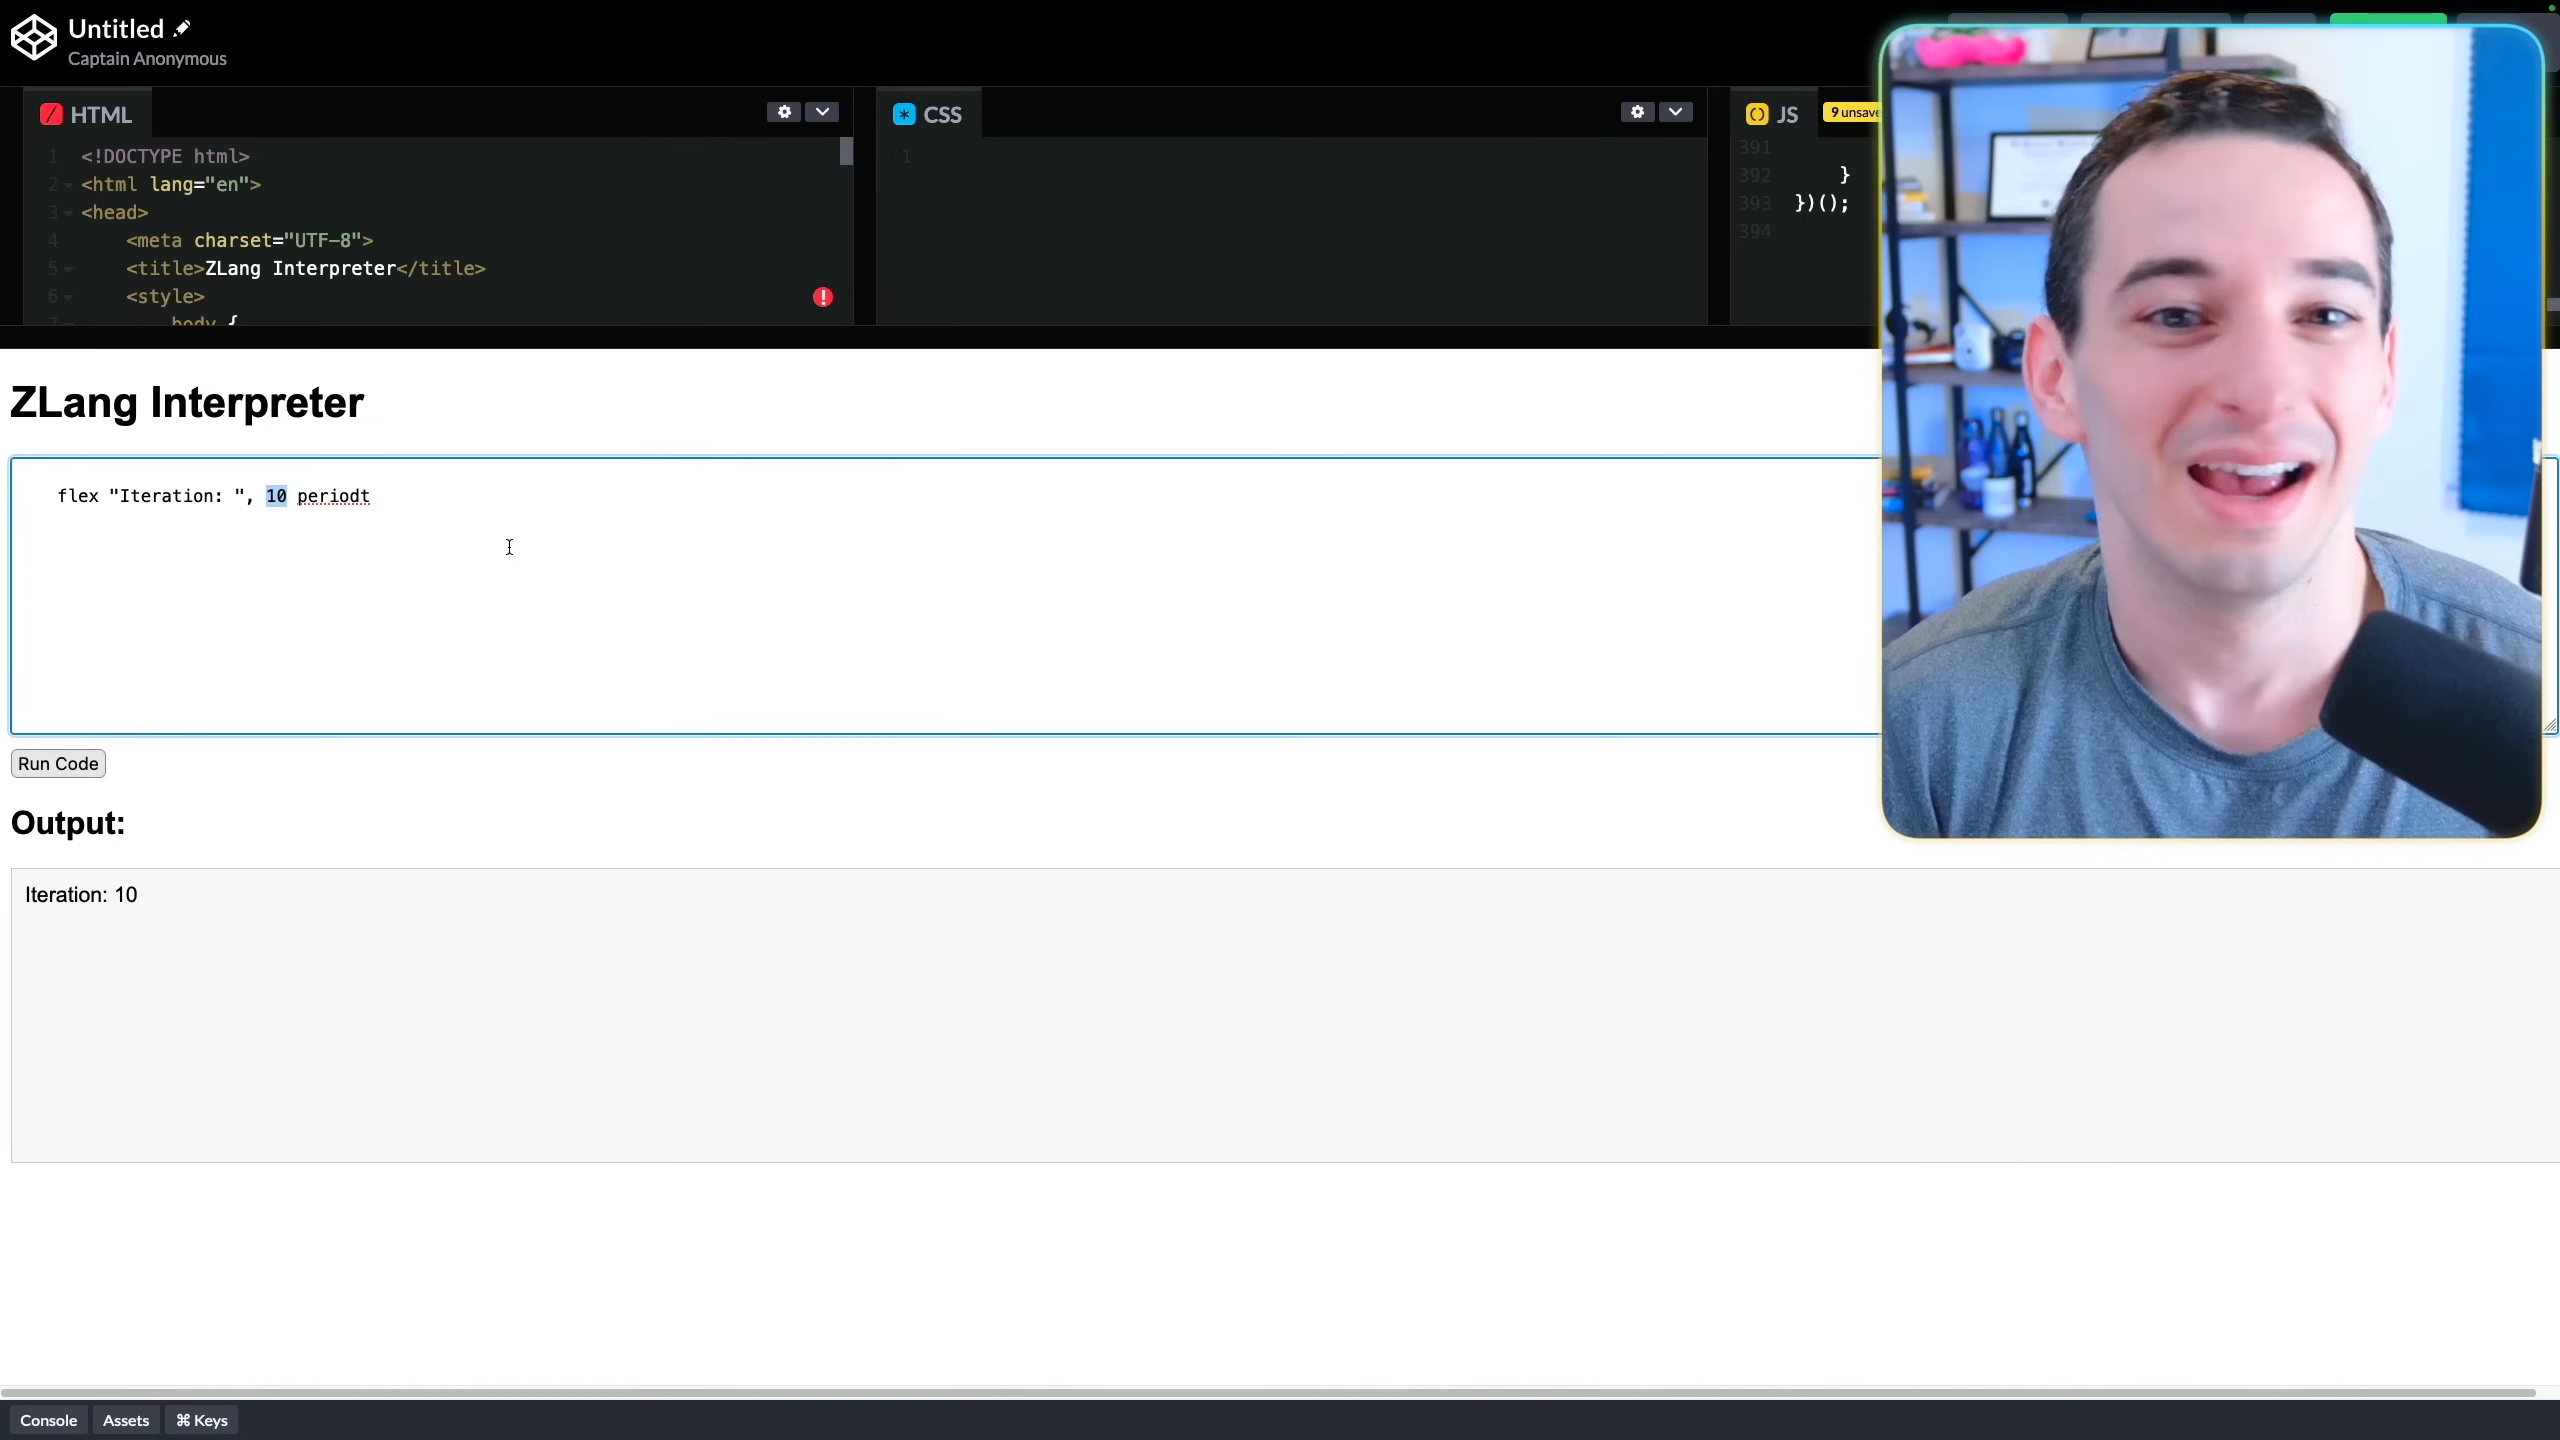 Untitled
Captain Anonymous
HTML
1 <!DOCTYPE html>
2 <html lang="en">
3 <head>
4 <meta charset="UTF-8">
5 <title>ZLang Interpreter</title>
6 <style>
7 body {
CSS
1
JS 9 unsave
391
392 }
393 })();
394
ZLang Interpreter
flex "Iteration: ", 10 periodt
Run Code
Output:
Iteration: 10
Console Assets ⌘ Keys